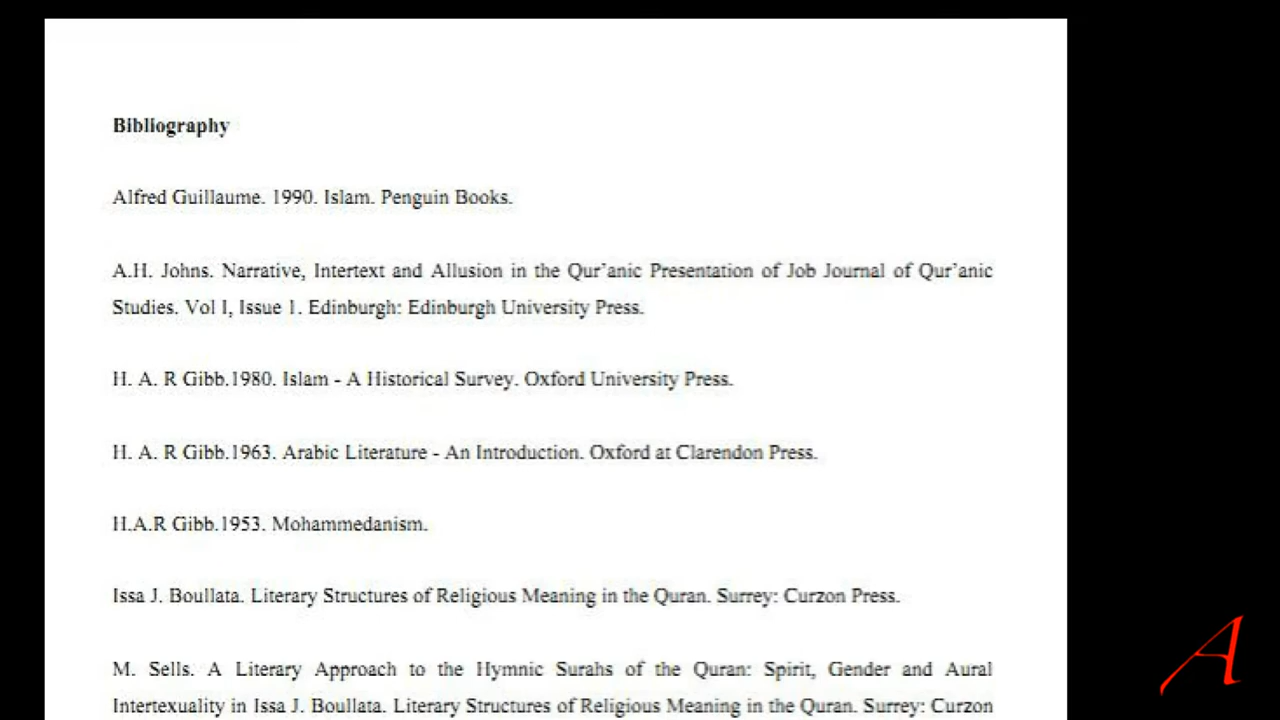 Bibliography
Alfred Guillaume. 1990. Islam. Penguin Books.
A.H. Johns. Narrative, Intertext and Allusion in the Qur’anic Presentation of Job Journal of Qur’anic
Studies. Vol I, Issue 1. Edinburgh: Edinburgh University Press.
H. A. R Gibb.1980. Islam - A Historical Survey. Oxford University Press.
H. A. R Gibb.1963. Arabic Literature - An Introduction. Oxford at Clarendon Press.
H.A.R Gibb.1953. Mohammedanism.
Issa J. Boullata. Literary Structures of Religious Meaning in the Quran. Surrey: Curzon Press.
M. Sells. A Literary Approach to the Hymnic Surahs of the Quran: Spirit, Gender and Aural
Intertexuality in Issa J. Boullata. Literary Structures of Religious Meaning in the Quran. Surrey: Curzon
A